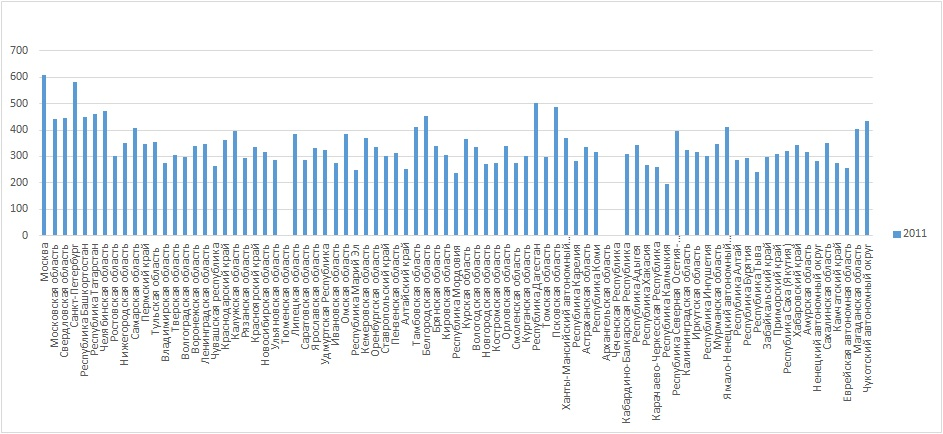 700
600
500
400
300
200
100
0
Москва
Московская область
Свердловская область
Санкт-Петербург
Республика Башкортостан
Республика Татарстан
Челябинская область
Ростовская область
Нижегородская область
Самарская область
Пермский край
Тульская область
Владимирская область
Тверская область
Волгоградская область
Воронежская область
Ленинградская область
Чувашская республика
Краснодарский край
Калужская область
Рязанская область
Красноярский край
Новосибирская область
Ульяновская область
Тюменская область
Липецкая область
Саратовская область
Ярославская область
Удмуртская Республика
Ивановская область
Омская область
Республика Марий Эл
Кемеровская область
Оренбургская область
Ставропольский край
Пензенская область
Алтайский край
Тамбовская область
Белгородская область
Брянская область
Кировская область
Республика Мордовия
Курская область
Вологодская область
Новгородская область
Костромская область
Орловская область
Смоленская область
Курганская область
Республика Дагестан
Томская область
Псковская область
Ханты-Мансийский автономный...
Республика Карелия
Астраханская область
Республика Коми
Архангельская область
Чеченская Республика
Кабардино-Балкарская Республика
Республика Адыгея
Республика Хакасия
Карачаево-Черкесская Республика
Республика Калмыкия
Республика Северная Осетия-...
Калининградская область
Иркутская область
Республика Ингушетия
Мурманская область
Ямало-Ненецкий автономный...
Республика Алтай
Республика Бурятия
Республика Тыва
Забайкальский край
Приморский край
Республика Саха (Якутия)
Хабаровский край
Амурская область
Ненецкий автономный округ
Сахалинская область
Камчатский край
Еврейская автономная область
Магаданская область
Чукотский автономный округ
2011